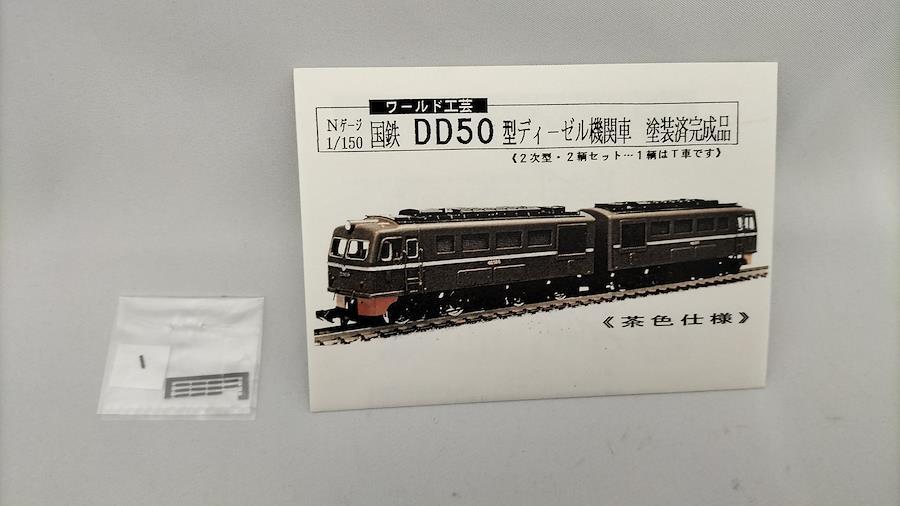 ワールド工芸
Nゲージ
1/150
国鉄 DD50 型ディーゼル機関車 塗装済完成品
《2次型・2輌セット…1輌はT車です》
《茶色仕様》